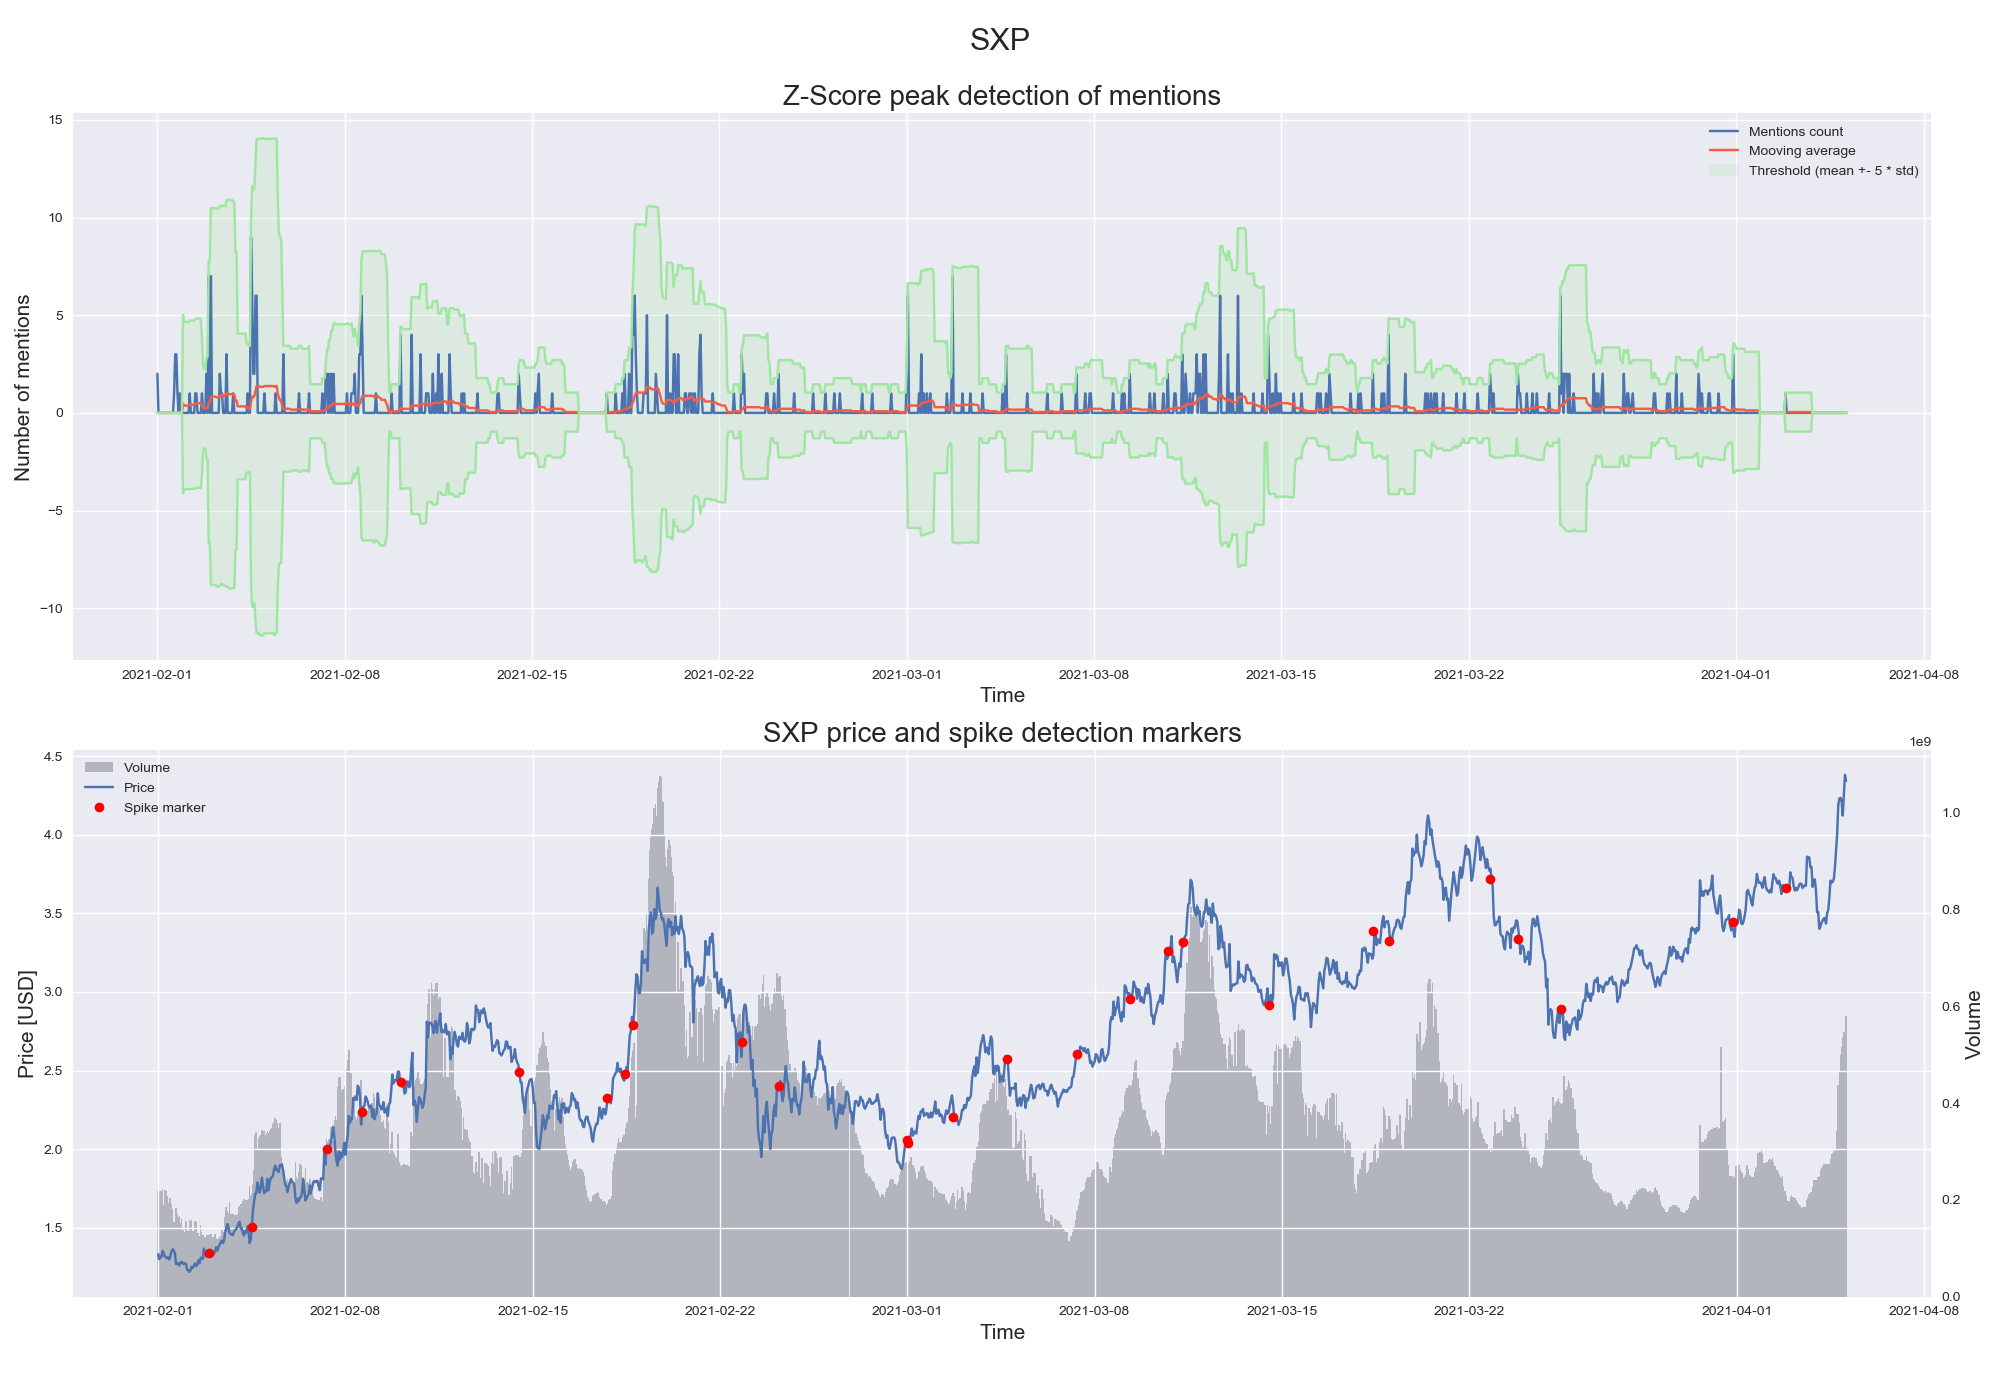 SXP
Z-Score peak detection of mentions
15
10
5
0
−5
−10
Number of mentions
Mentions count
Mooving average
Threshold (mean +- 5 * std)
2021-02-01 2021-02-08 2021-02-15 2021-02-22 2021-03-01 2021-03-08 2021-03-15 2021-03-22 2021-04-01 2021-04-08
Time
SXP price and spike detection markers
1e9
4.5
4.0
3.5
3.0
2.5
2.0
1.5
Price [USD]
Volume
Price
Spike marker
1.0
0.8
0.6
0.4
0.2
0.0
Volume
2021-02-01 2021-02-08 2021-02-15 2021-02-22 2021-03-01 2021-03-08 2021-03-15 2021-03-22 2021-04-01 2021-04-08
Time